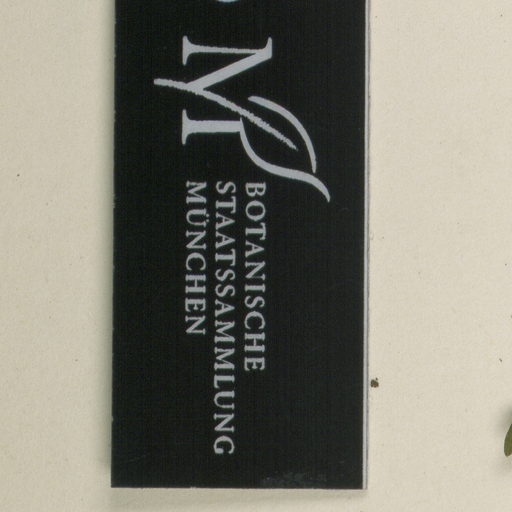 M
BOTANISCHE
STAATSSAMMLUNG
MÜNCHEN